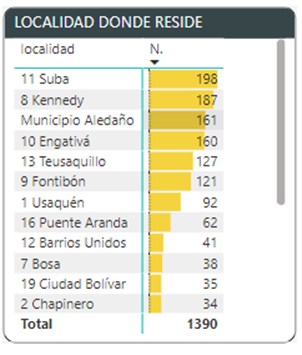 LOCALIDAD DONDE RESIDE
localidad N.
11 Suba 198
8 Kennedy 187
Municipio Aledaño 161
10 Engativá 160
13 Teusaquillo 127
9 Fontibón 121
1 Usaquén 92
16 Puente Aranda 62
12 Barrios Unidos 41
7 Bosa 38
19 Ciudad Bolívar 35
2 Chapinero 34
Total 1390